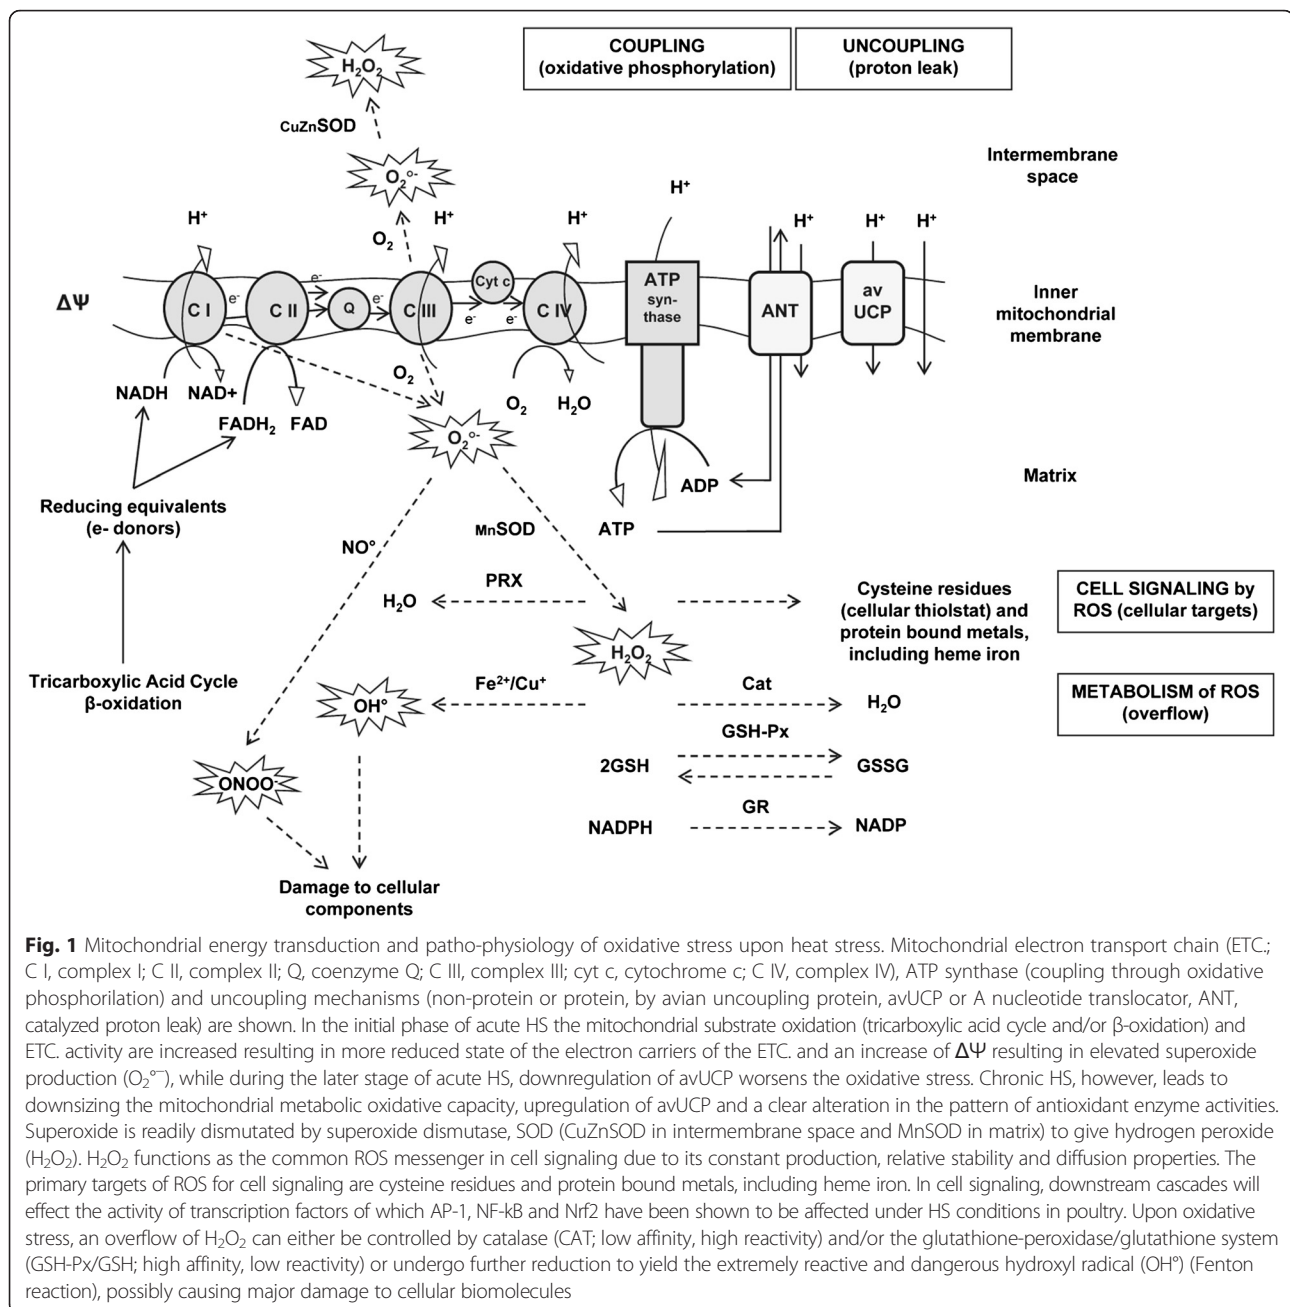 COUPLING
(oxidative phosphorylation)
UNCOUPLING
(proton leak)
H₂O₂
CuZnSOD
O₂°⁻
Intermembrane
space
H⁺
O₂
H⁺
H⁺
H⁺
H⁺
H⁺
H⁺
ΔΨ
C I
e⁻
C II
e⁻
Q
e⁻
C III
e⁻
Cyt c
e⁻
C IV
ATP
syn-
thase
ANT
av
UCP
Inner
mitochondrial
membrane
NADH
NAD+
FADH₂
FAD
O₂
O₂
H₂O
O₂°⁻
Matrix
ADP
ATP
Reducing equivalents
(e- donors)
NO°
MnSOD
PRX
H₂O
Cysteine residues
(cellular thiolstat) and
protein bound metals,
including heme iron
CELL SIGNALING by
ROS (cellular targets)
H₂O₂
Tricarboxylic Acid Cycle
β-oxidation
OH°
Fe²⁺/Cu⁺
Cat
H₂O
METABOLISM of ROS
(overflow)
GSH-Px
2GSH
GSSG
ONOO⁻
GR
NADPH
NADP
Damage to cellular
components
Fig. 1 Mitochondrial energy transduction and patho-physiology of oxidative stress upon heat stress. Mitochondrial electron transport chain (ETC.;
C I, complex I; C II, complex II; Q, coenzyme Q; C III, complex III; cyt c, cytochrome c; C IV, complex IV), ATP synthase (coupling through oxidative
phosphorilation) and uncoupling mechanisms (non-protein or protein, by avian uncoupling protein, avUCP or A nucleotide translocator, ANT,
catalyzed proton leak) are shown. In the initial phase of acute HS the mitochondrial substrate oxidation (tricarboxylic acid cycle and/or β-oxidation) and
ETC. activity are increased resulting in more reduced state of the electron carriers of the ETC. and an increase of ΔΨ resulting in elevated superoxide
production (O₂°⁻), while during the later stage of acute HS, downregulation of avUCP worsens the oxidative stress. Chronic HS, however, leads to
downsizing the mitochondrial metabolic oxidative capacity, upregulation of avUCP and a clear alteration in the pattern of antioxidant enzyme activities.
Superoxide is readily dismutated by superoxide dismutase, SOD (CuZnSOD in intermembrane space and MnSOD in matrix) to give hydrogen peroxide
(H₂O₂). H₂O₂ functions as the common ROS messenger in cell signaling due to its constant production, relative stability and diffusion properties. The
primary targets of ROS for cell signaling are cysteine residues and protein bound metals, including heme iron. In cell signaling, downstream cascades will
effect the activity of transcription factors of which AP-1, NF-kB and Nrf2 have been shown to be affected under HS conditions in poultry. Upon oxidative
stress, an overflow of H₂O₂ can either be controlled by catalase (CAT; low affinity, high reactivity) and/or the glutathione-peroxidase/glutathione system
(GSH-Px/GSH; high affinity, low reactivity) or undergo further reduction to yield the extremely reactive and dangerous hydroxyl radical (OH°) (Fenton
reaction), possibly causing major damage to cellular biomolecules